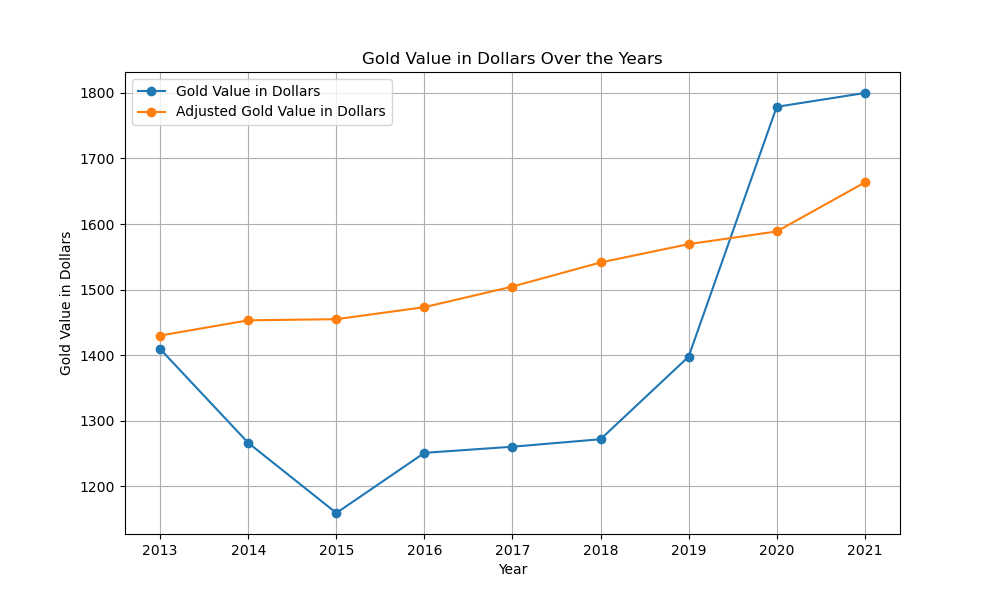 Gold Value in Dollars Over the Years
Gold Value in Dollars
Adjusted Gold Value in Dollars
1800
1700
1600
1500
1400
1300
1200
Gold Value in Dollars
2013 2014 2015 2016 2017 2018 2019 2020 2021
Year